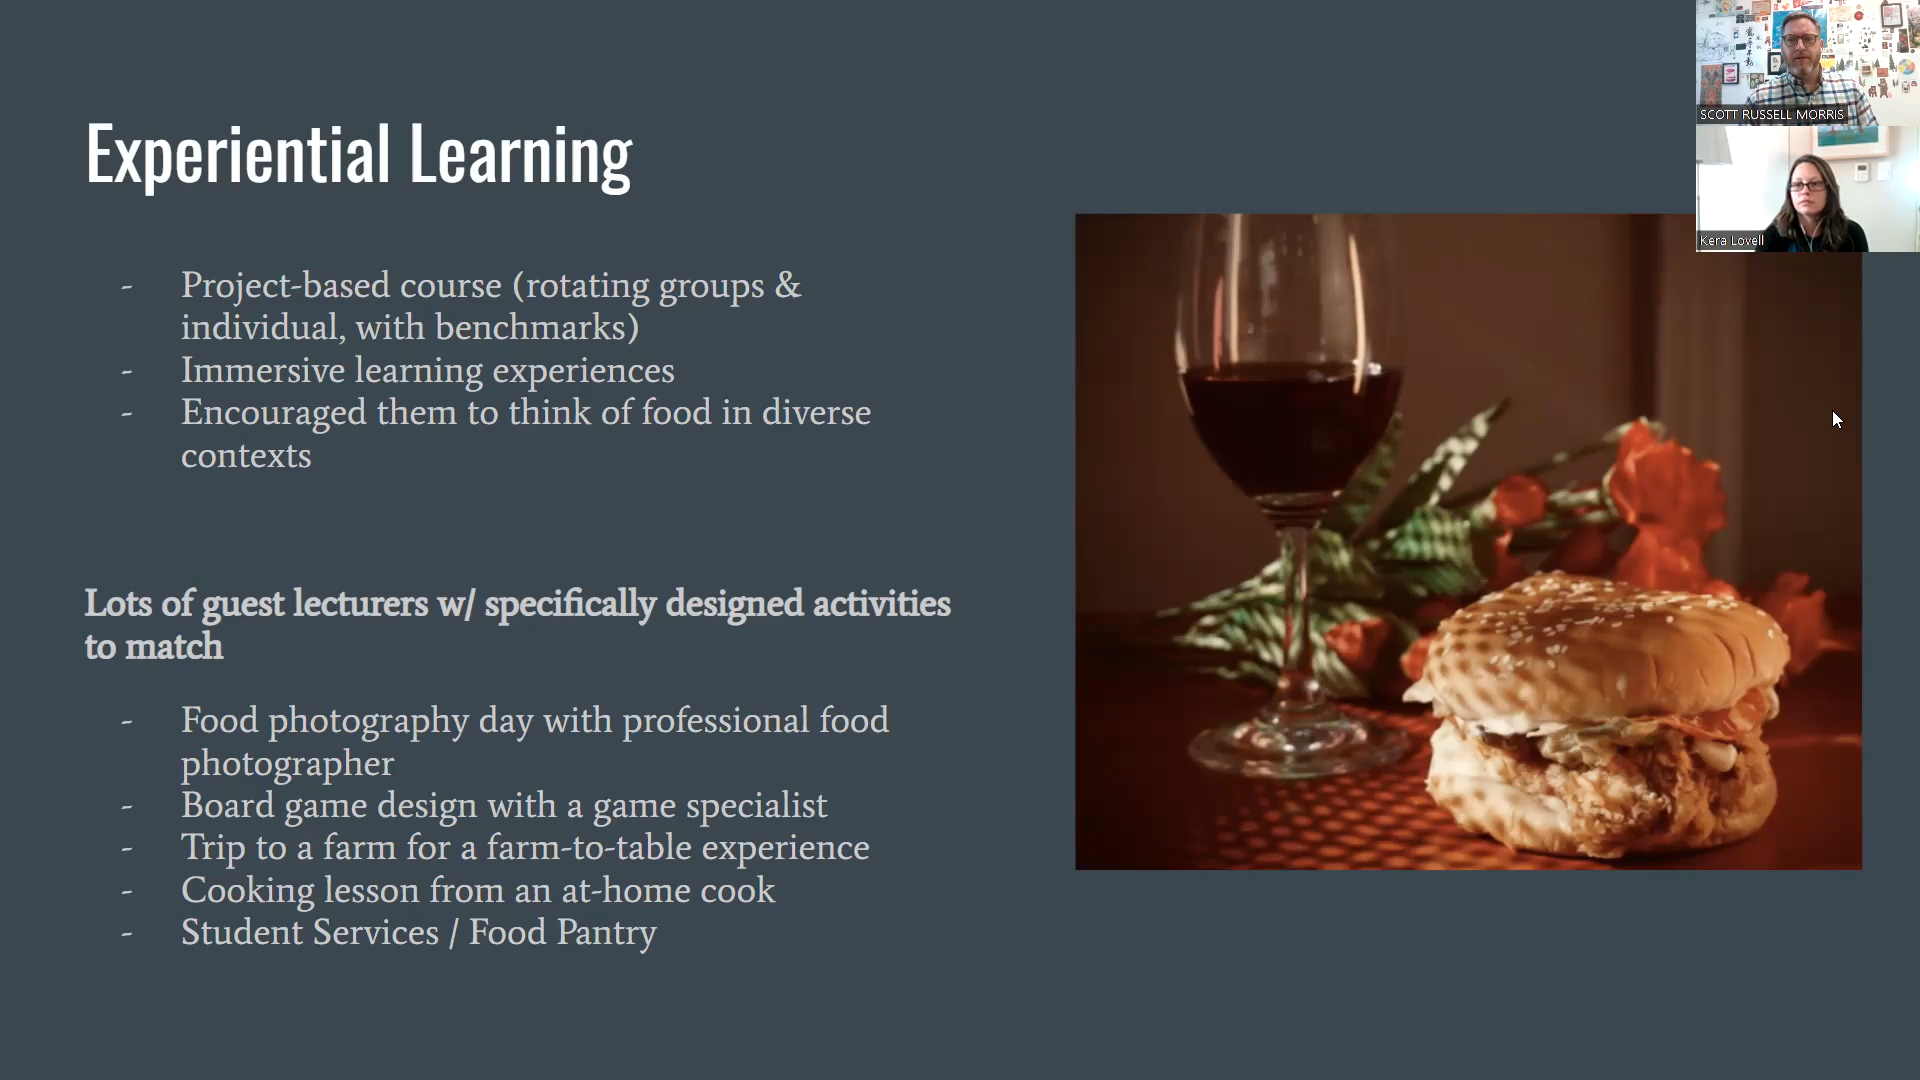 SCOTT RUSSELL MORRIS
Kera Lovell
Experiential Learning
- Project-based course (rotating groups &
individual, with benchmarks)
- Immersive learning experiences
- Encouraged them to think of food in diverse
contexts
Lots of guest lecturers w/ specifically designed activities
to match
- Food photography day with professional food
photographer
- Board game design with a game specialist
- Trip to a farm for a farm-to-table experience
- Cooking lesson from an at-home cook
- Student Services / Food Pantry